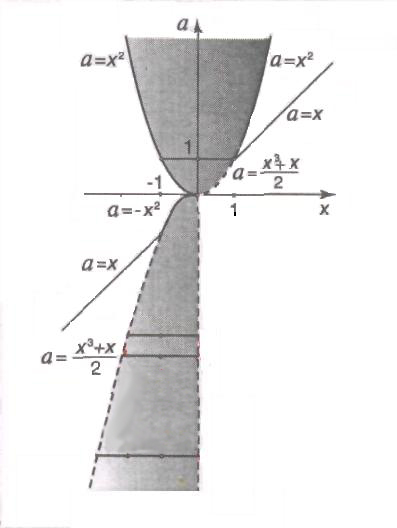 a
a=x²
a=x²
a=x
1
a= x³+x
2
-1
1
x
a=-x²
a=x
a= x³+x
2